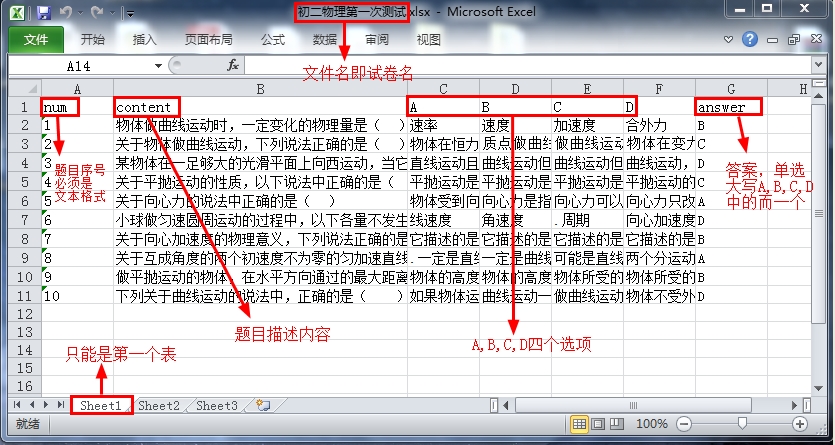 初二物理第一次测试.xlsx - Microsoft Excel
文件 开始 插入 页面布局 公式 数据 审阅 视图
A14 fx
文件名即试卷名
A B C D E F G H
1 num content A B C D answer
2 1 物体做曲线运动时，一定变化的物理量是（ ） 速率 速度 加速度 合外力 B
3 2 关于物体做曲线运动，下列说法正确的是（ 物体在恒力 质点做曲线 做曲线运动 物体在变力 C
4 3 某物体在一足够大的光滑平面上向西运动，当它 直线运动且 曲线运动但 曲线运动但 曲线运动， D
5 4 关于平抛运动的性质，以下说法中正确的是（ 平抛运动是 平抛运动是 平抛运动是 平抛运动是 C
6 5 关于向心力的说法中正确的是（ ） 物体受到向 向心力是指 向心力可以 向心力只改 A
7 6 小球做匀速圆周运动的过程中，以下各量不发生 线速度 角速度 .周期 向心加速度 D
8 7 关于向心加速度的物理意义，下列说法正确的是 它描述的是 它描述的是 它描述的是 它描述的是 B
9 8 关于互成角度的两个初速度不为零的匀加速直线 .一定是直 一定是曲线 可能是直线 两个分运动 A
10 9 做平抛运动的物体，在水平方向通过的最大距离 物体的高度 物体的高度 物体所受的 物体所受的 B
11 10 下列关于曲线运动的说法中，正确的是（ ） 如果物体运 曲线运动一 做曲线运动 物体不受外 D
12
13
14
15
16
题目序号
必须是
文本格式
答案，单选
大写A,B,C,D
中的而一个
题目描述内容
A,B,C,D四个选项
只能是第一个表
Sheet1 Sheet2 Sheet3
就绪 100%